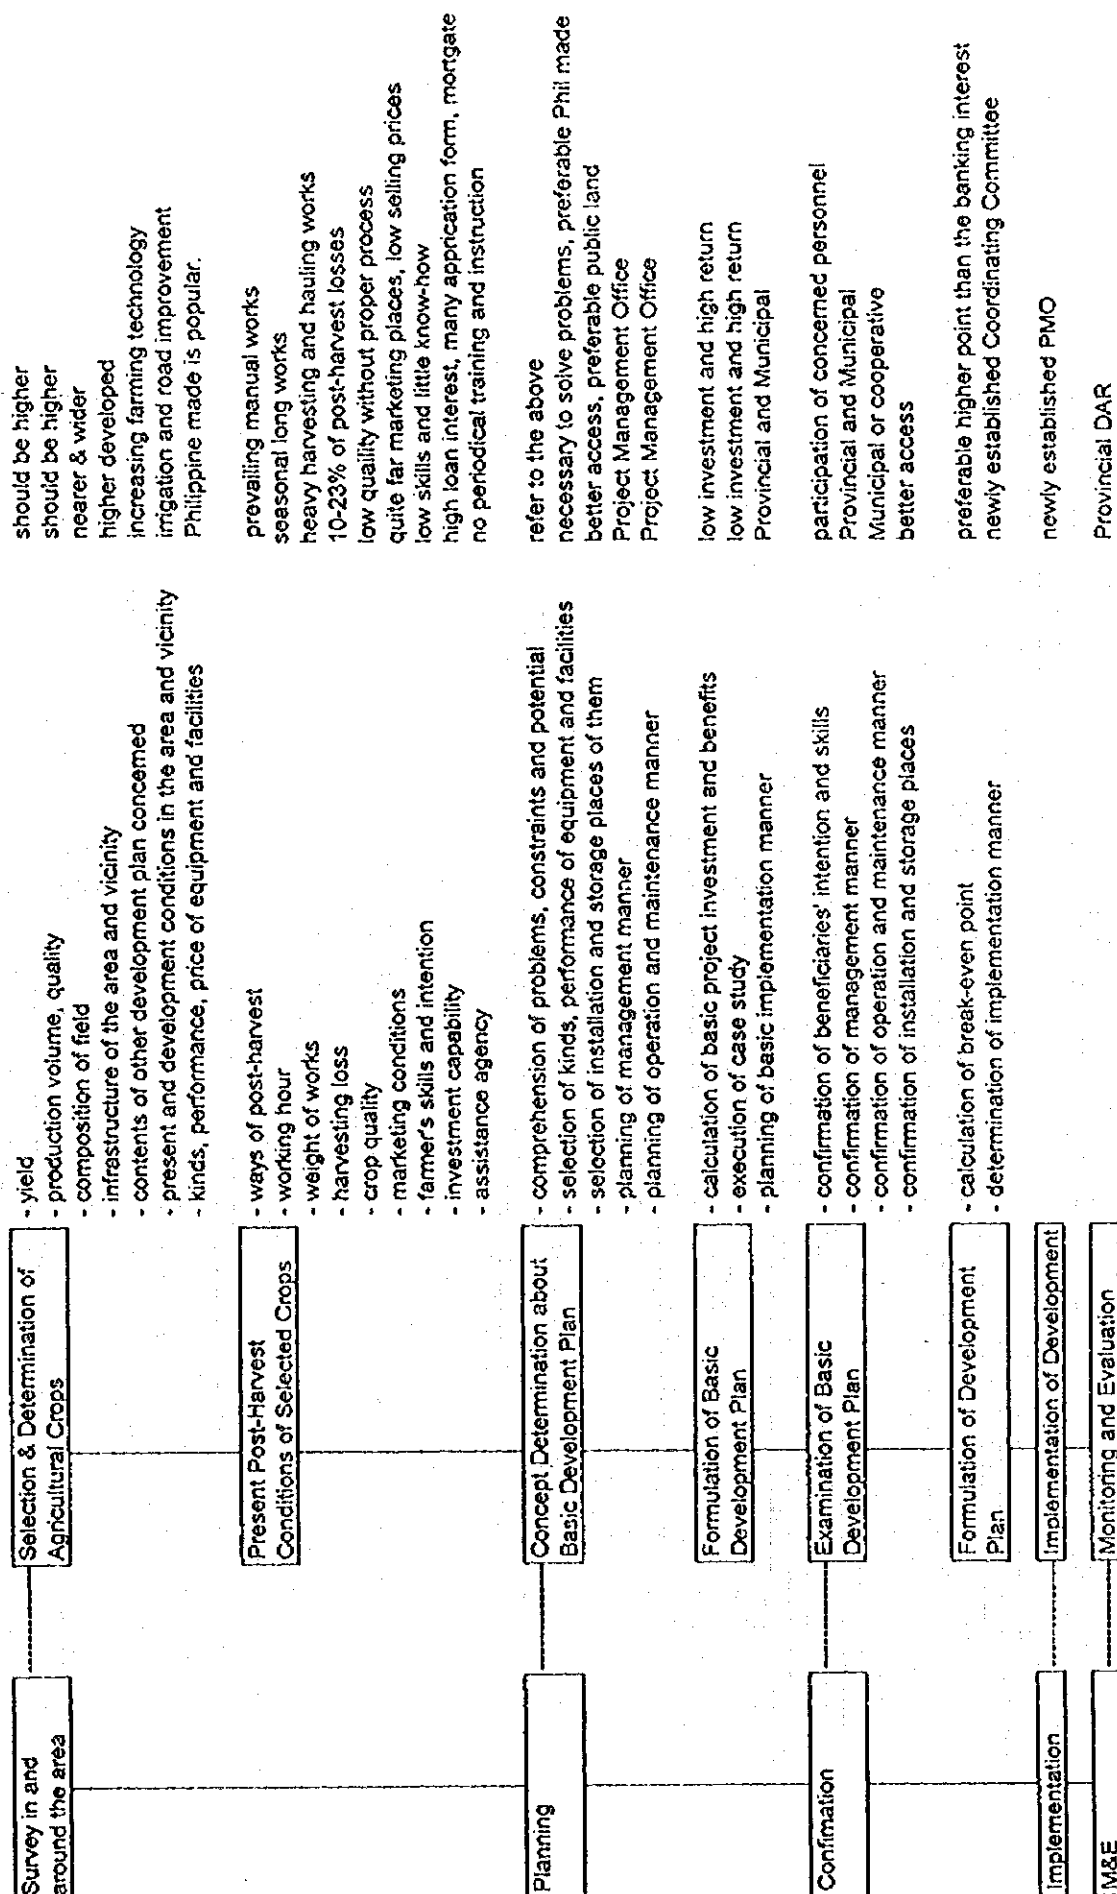 Survey in and
around the area
Selection & Determination of
Agricultural Crops
- yield
- production volume, quality
- composition of field
- infrastructure of the area and vicinity
- contents of other development plan concerned
- present and development conditions in the area and vicinity
- kinds, performance, price of equipment and facilities
should be higher
should be higher
nearer & wider
higher developed
increasing farming technology
irrigation and road improvement
Philippine made is popular.
Present Post-Harvest
Conditions of Selected Crops
- ways of post-harvest
- working hour
- weight of works
- harvesting loss
- crop quality
- marketing conditions
- farmer's skills and intention
- investment capability
- assistance agency
prevailing manual works
seasonal long works
heavy harvesting and hauling works
10-23% of post-harvest losses
low quality without proper process
quite far marketing places, low selling prices
low skills and little know-how
high loan interest, many apprication form, mortgate
no periodical training and instruction
Planning
Concept Determination about
Basic Development Plan
- comprehension of problems, constraints and potential
- selection of kinds, performance of equipment and facilities
- selection of installation and storage places of them
- planning of management manner
- planning of operation and maintenance manner
refer to the above
necessary to solve problems, preferable Phil made
better access, preferable public land
Project Management Office
Project Management Office
Formulation of Basic
Development Plan
- calculation of basic project investment and benefits
- execution of case study
- planning of basic implementation manner
low investment and high return
low investment and high return
Provincial and Municipal
Confimation
Examination of Basic
Development Plan
- confirmation of beneficiaries' intention and skills
- confirmation of management manner
- confirmation of operation and maintenance manner
- confirmation of installation and storage places
participation of concerned personnel
Provincial and Municipal
Municipal or cooperative
better access
Formulation of Development
Plan
- calculation of break-even point
- determination of implementation manner
preferable higher point than the banking interest
newly established Coordinating Committee
Implementation
Implementation of Development
newly established PMO
M&E
Monitoring and Evaluation
Provincial DAR